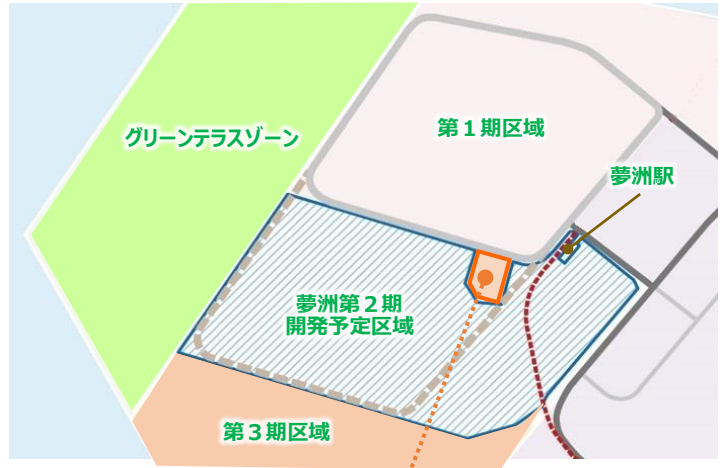 グリーンテラスゾーン
第１期区域
夢洲駅
夢洲第２期
開発予定区域
第３期区域